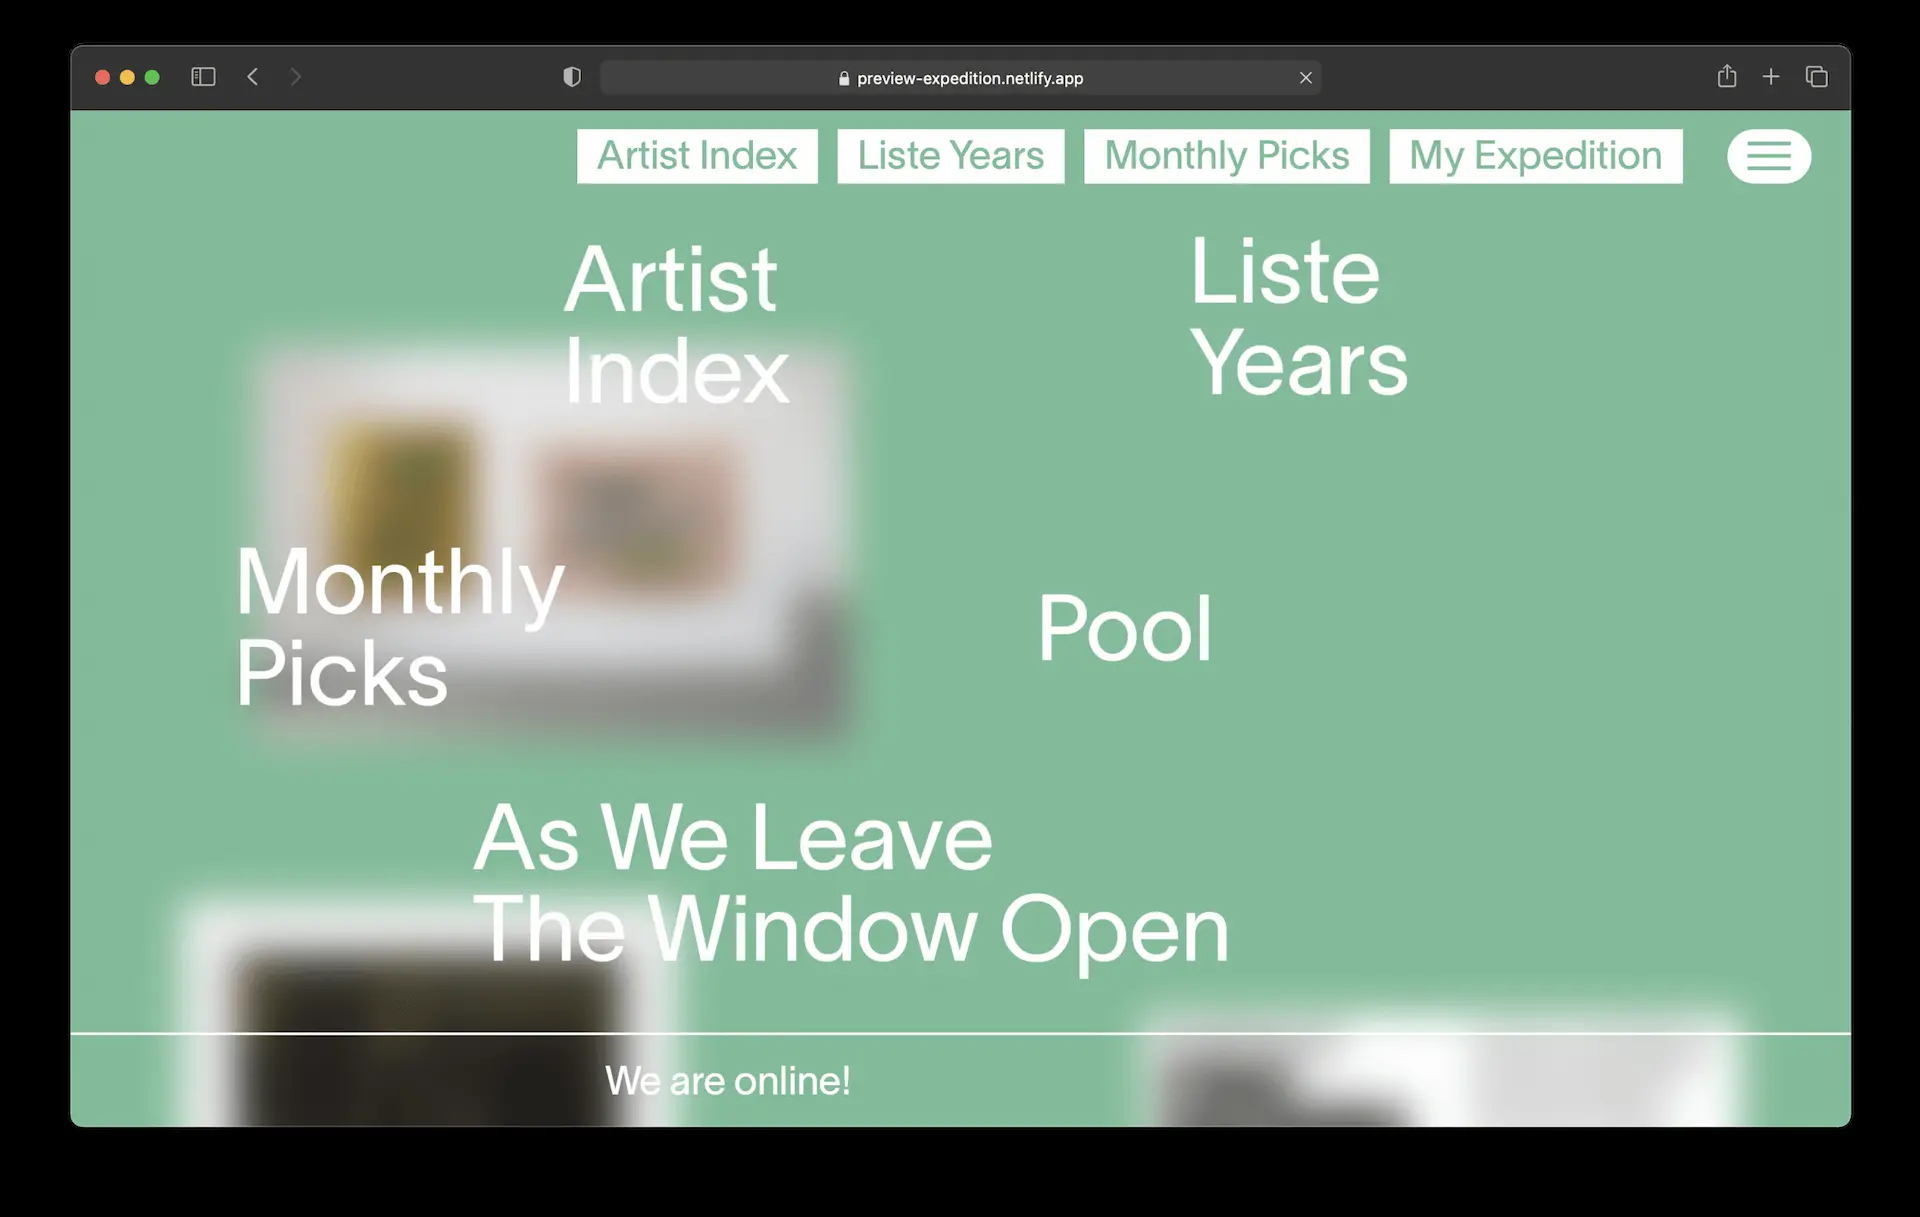 preview-expedition.netlify.app
Artist Index
Liste Years
Monthly Picks
My Expedition
Artist
Index
Liste
Years
Monthly
Picks
Pool
As We Leave
The Window Open
We are online!